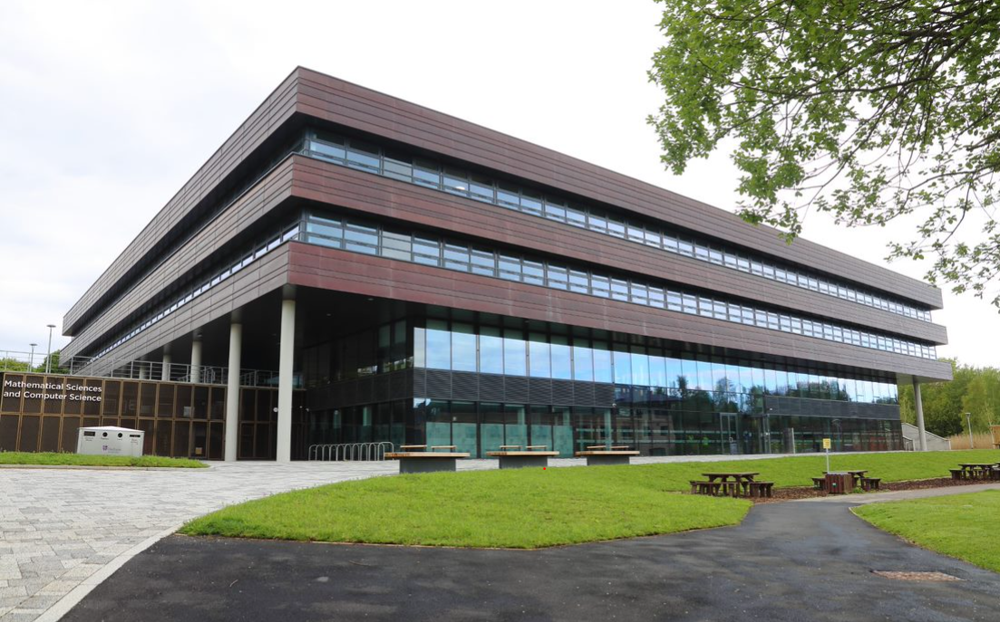 Mathematical Sciences
and Computer Science